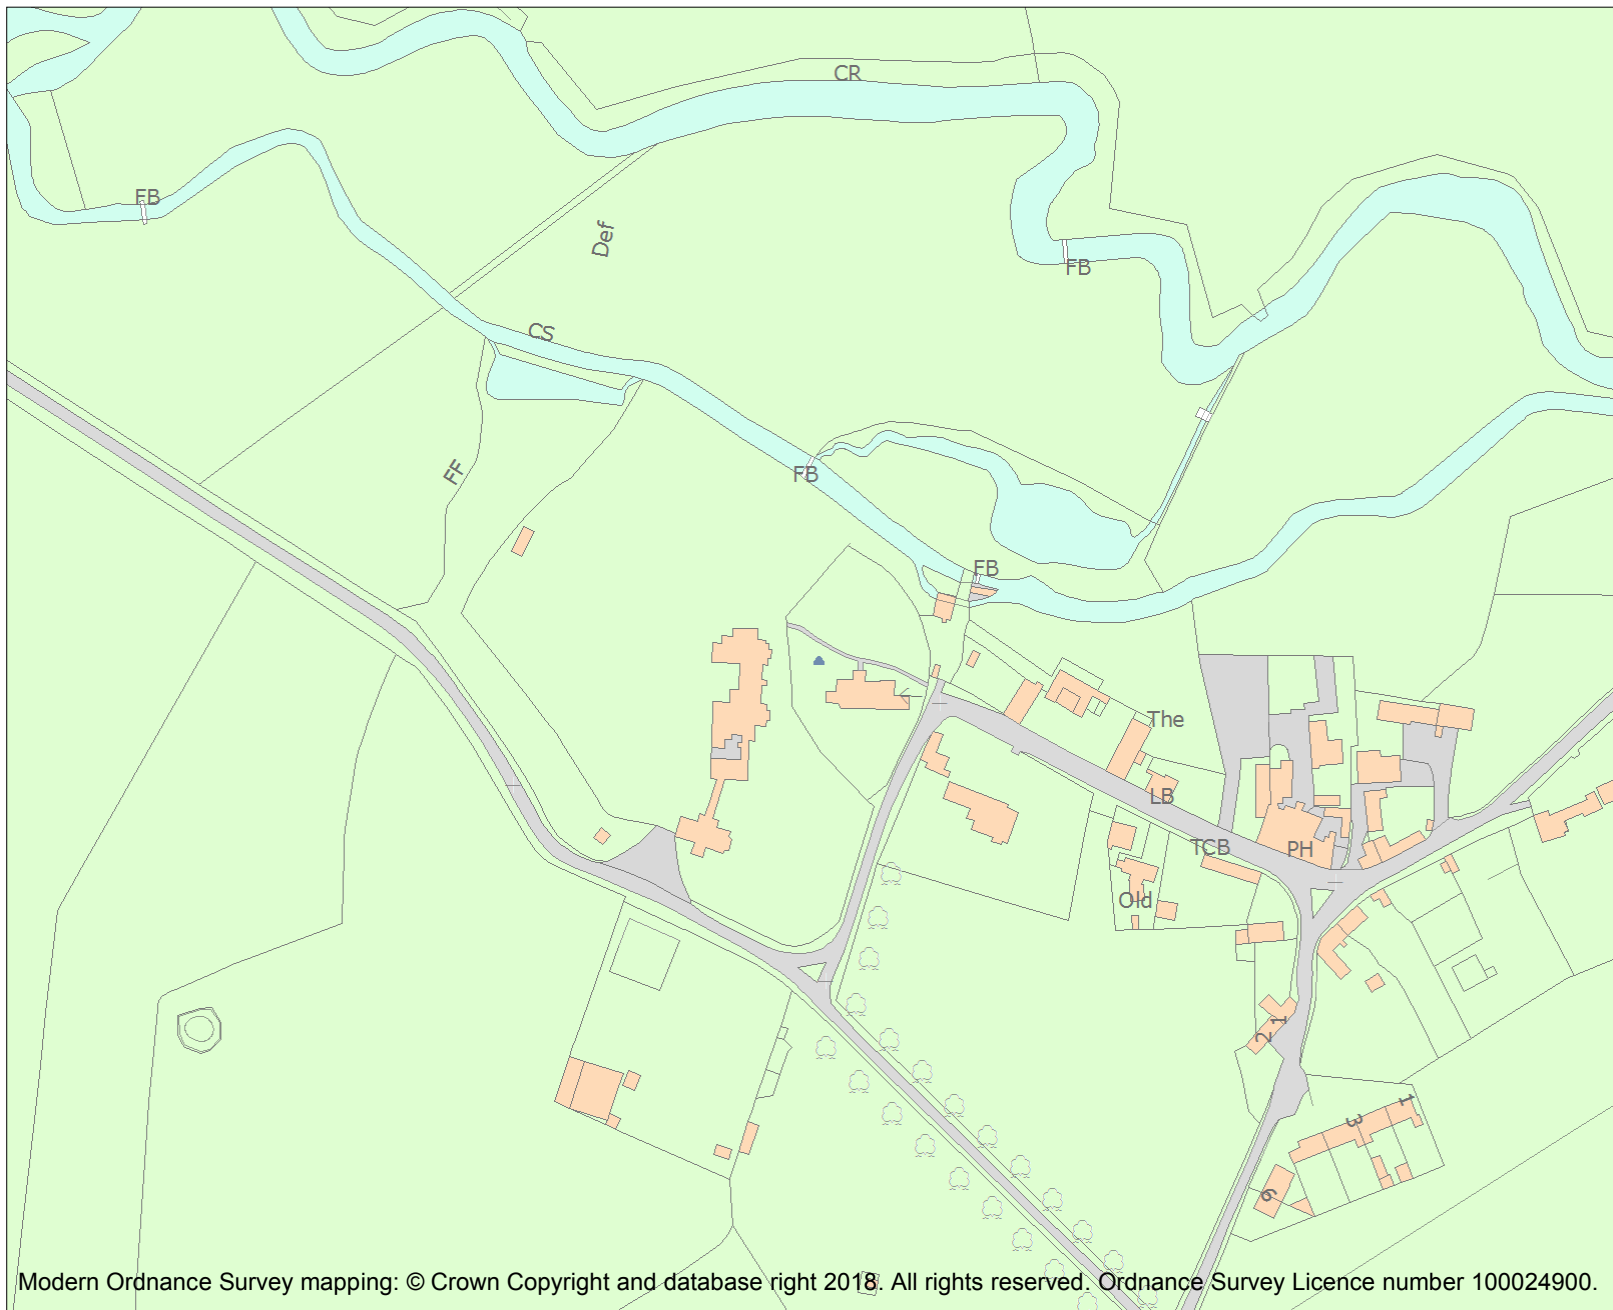 CR
FB
Def
FB
CS
FF
FB
FB
The
LB
TCB
PH
Old
1
2
1
3
6
Modern Ordnance Survey mapping: © Crown Copyright and database right 2018. All rights reserved. Ordnance Survey Licence number 100024900.